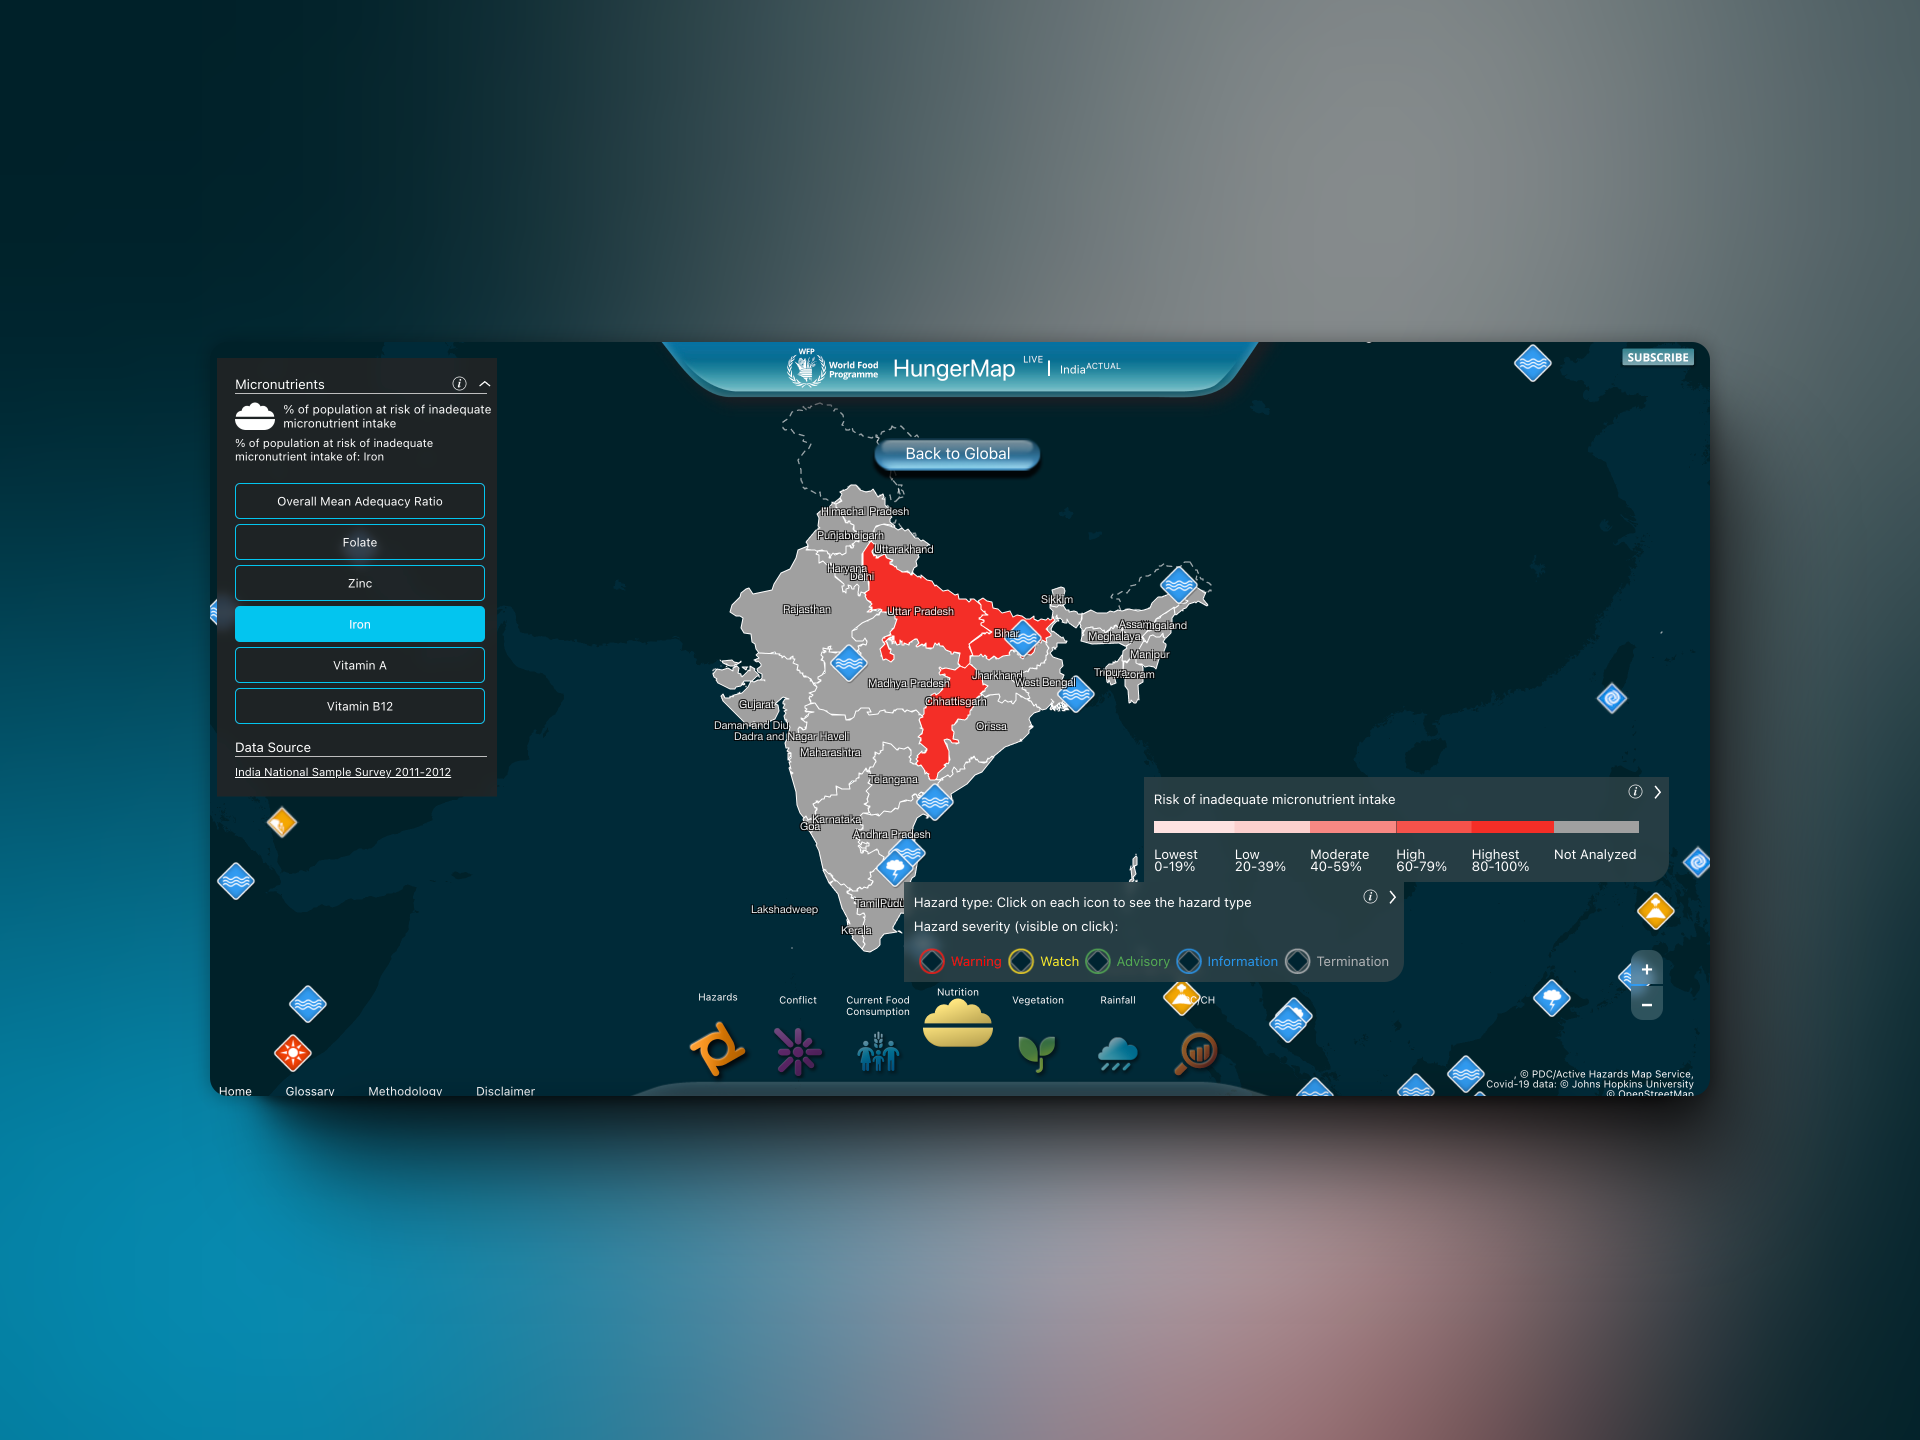 WFP
World Food
Programme
HungerMap LIVE
India ACTUAL
SUBSCRIBE
Back to Global
Micronutrients
% of population at risk of inadequate
micronutrient intake
% of population at risk of inadequate
micronutrient intake of: Iron
Overall Mean Adequacy Ratio
Folate
Zinc
Iron
Vitamin A
Vitamin B12
Data Source
India National Sample Survey 2011-2012
Himachal Pradesh
Uttarakhand
Haryana
Delhi
Rajasthan
Uttar Pradesh
Sikkim
Bihar
Assam
Meghalaya
Manipur
Tripura
Madhya Pradesh
Jharkhand
West Bengal
Chhattisgarh
Gujarat
Orissa
Daman and Diu
Dadra and Nagar Haveli
Maharashtra
Telangana
Karnataka
Goa
Andhra Pradesh
Lakshadweep
Kerala
Risk of inadequate micronutrient intake
Lowest Low Moderate High Highest Not Analyzed
0-19% 20-39% 40-59% 60-79% 80-100%
Hazard type: Click on each icon to see the hazard type
Hazard severity (visible on click):
Warning Watch Advisory Information Termination
Hazards
Conflict
Current Food
Consumption
Nutrition
Vegetation
Rainfall
+
−
Home Glossary Methodology Disclaimer
, © PDC/Active Hazards Map Service,
Covid-19 data: © Johns Hopkins University
© OpenStreetMap